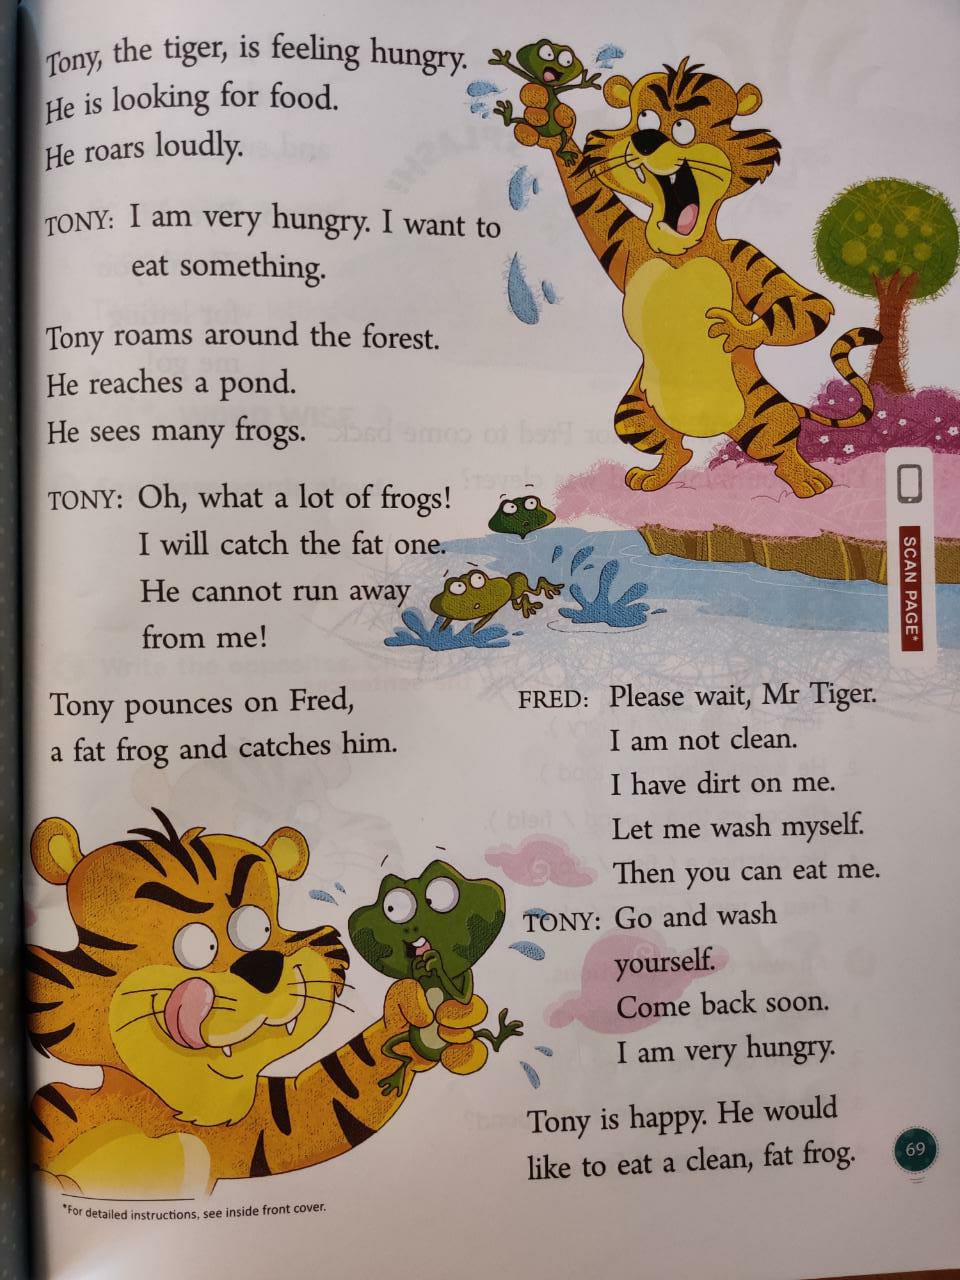 Tony, the tiger, is feeling hungry.
He is looking for food.
He roars loudly.
TONY: I am very hungry. I want to
eat something.
Tony roams around the forest.
He reaches a pond.
He sees many frogs.
TONY: Oh, what a lot of frogs!
I will catch the fat one.
He cannot run away
from me!
SCAN PAGE*
Tony pounces on Fred,
a fat frog and catches him.
FRED: Please wait, Mr Tiger.
I am not clean.
I have dirt on me.
Let me wash myself.
Then you can eat me.
TONY: Go and wash
yourself.
Come back soon.
I am very hungry.
Tony is happy. He would
like to eat a clean, fat frog.
69
*For detailed instructions, see inside front cover.